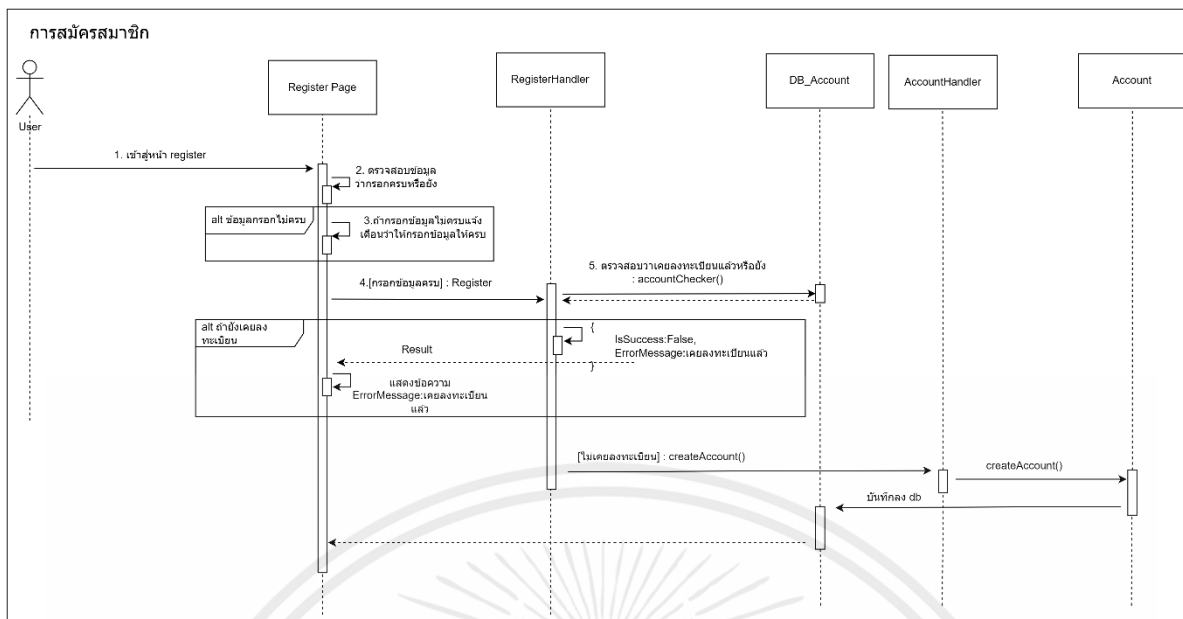 การสมัครสมาชิก
User
Register Page
RegisterHandler
DB_Account
AccountHandler
Account
1. เข้าสู่หน้า register
2. ตรวจสอบข้อมูล
ว่ากรอกครบหรือยัง
alt ข้อมูลกรอกไม่ครบ
3.ถ้ากรอกข้อมูลไม่ครบแจ้ง
เตือนว่าให้กรอกข้อมูลให้ครบ
4.[กรอกข้อมูลครบ] : Register
5. ตรวจสอบว่าเคยลงทะเบียนแล้วหรือยัง
: accountChecker()
alt ถ้ายังเคยลง
ทะเบียน
{
IsSuccess:False,
ErrorMessage:เคยลงทะเบียนแล้ว
}
Result
แสดงข้อความ
ErrorMessage:เคยลงทะเบียน
แล้ว
[ไม่เคยลงทะเบียน] : createAccount()
createAccount()
บันทึกลง db